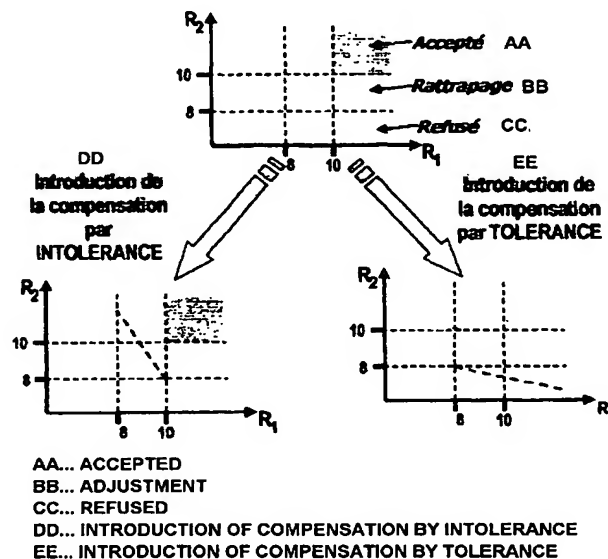 R2
Accepté AA
10
Rattrapage BB
8
Refusé CC.
8 10 R1
DD
Introduction de
la compensation
par
INTOLERANCE
EE
Introduction de
la compensation
par TOLERANCE
R2
10
8
8 10 R1
R2
10
8
8 10 R
AA... ACCEPTED
BB... ADJUSTMENT
CC... REFUSED
DD... INTRODUCTION OF COMPENSATION BY INTOLERANCE
EE... INTRODUCTION OF COMPENSATION BY TOLERANCE